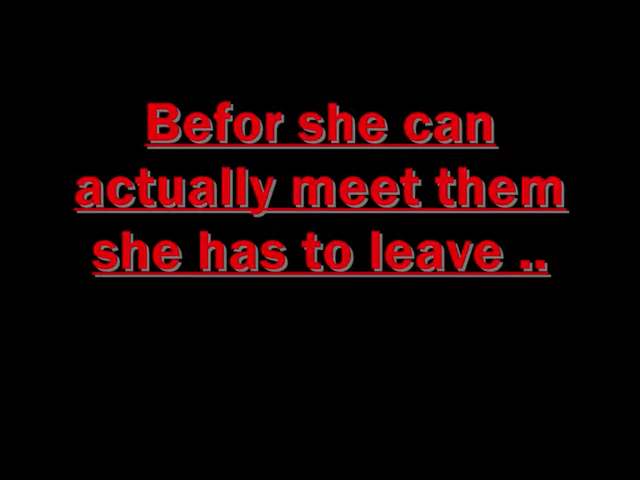 Befor she can
actually meet them
she has to leave ..